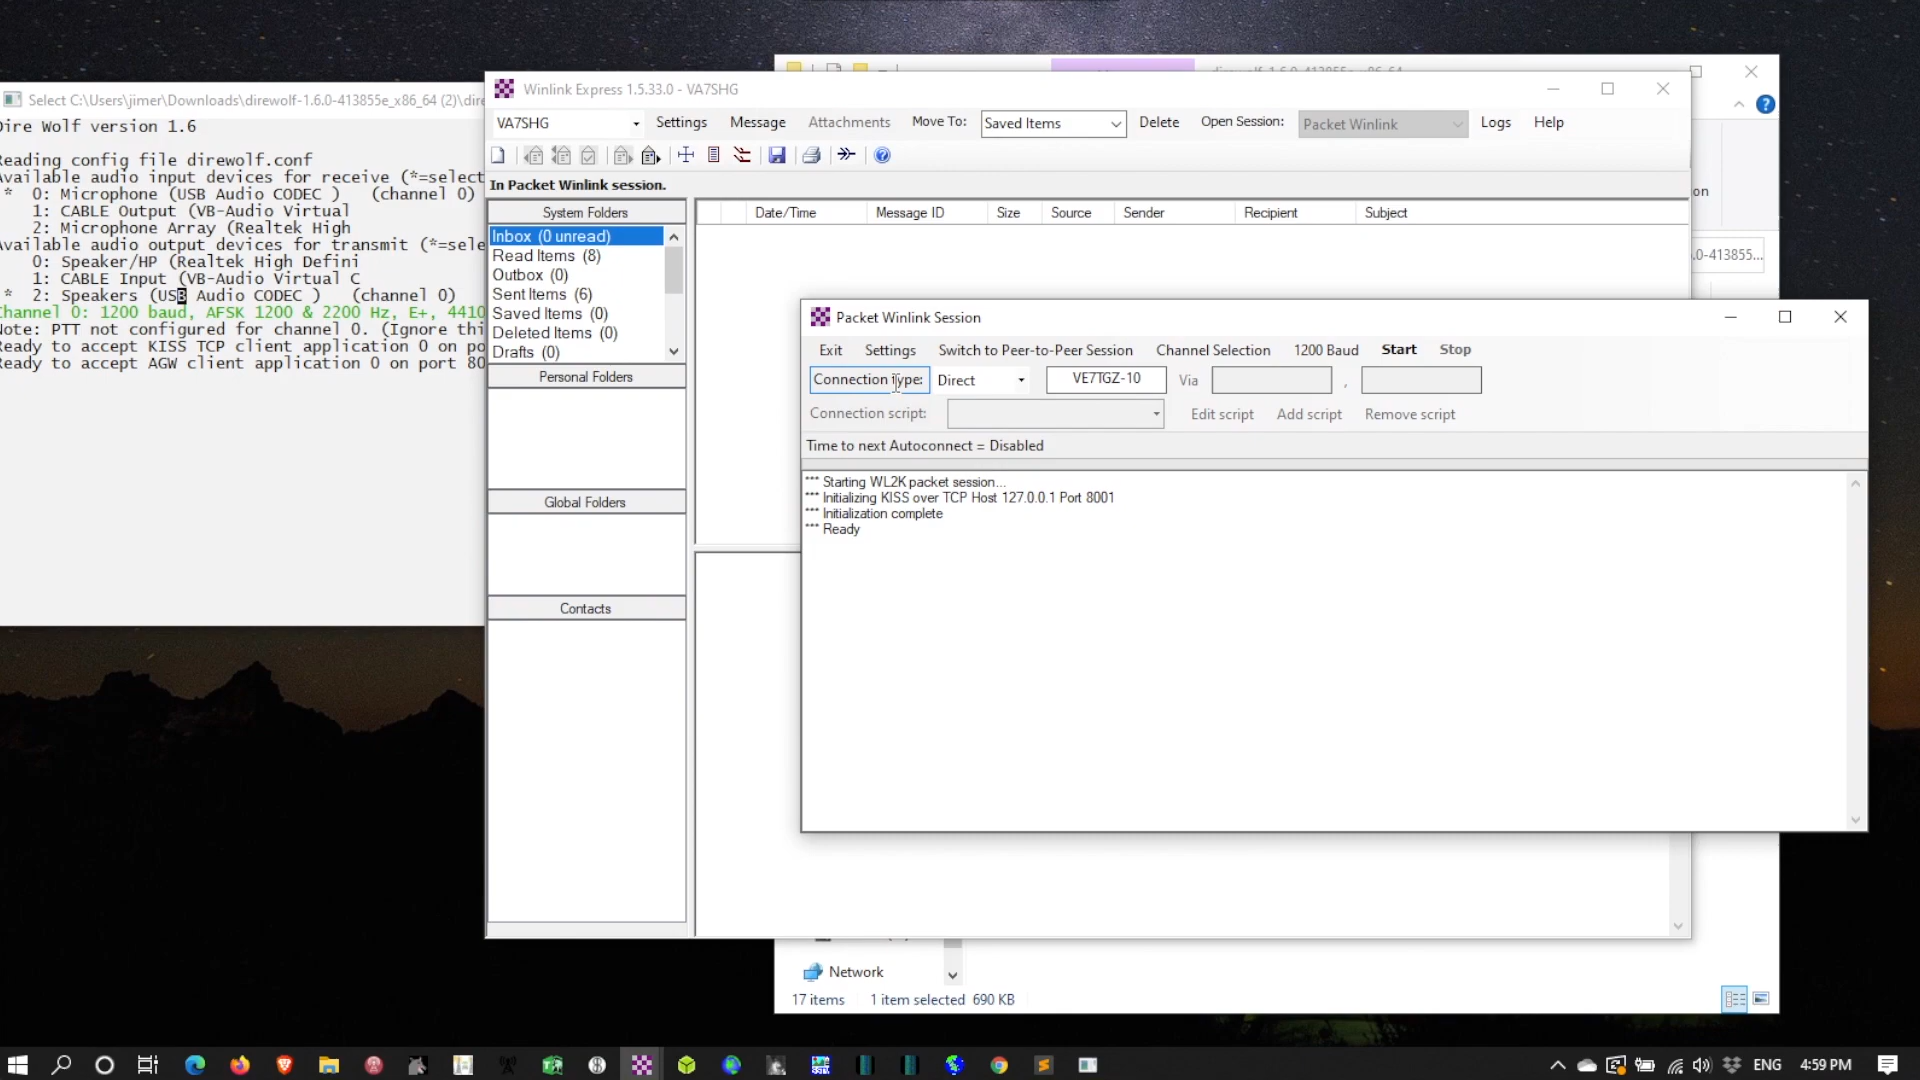 Select C:\Users\jimer\Downloads\direwolf-1.6.0-413855e_x86_64 (2)\dire
Dire Wolf version 1.6
Reading config file direwolf.conf
Available audio input devices for receive (*=select
* 0: Microphone (USB Audio CODEC ) (channel 0)
1: CABLE Output (VB-Audio Virtual
2: Microphone Array (Realtek High
Available audio output devices for transmit (*=sele
0: Speaker/HP (Realtek High Defini
1: CABLE Input (VB-Audio Virtual C
* 2: Speakers (USB Audio CODEC ) (channel 0)
Channel 0: 1200 baud, AFSK 1200 & 2200 Hz, E+, 4410
Note: PTT not configured for channel 0. (Ignore thi
Ready to accept KISS TCP client application 0 on po
Ready to accept AGW client application 0 on port 80
Winlink Express 1.5.33.0 - VA7SHG
VA7SHG Settings Message Attachments Move To: Saved Items Delete Open Session: Packet Winlink Logs Help
In Packet Winlink session.
System Folders
Inbox (0 unread)
Read Items (8)
Outbox (0)
Sent Items (6)
Saved Items (0)
Deleted Items (0)
Drafts (0)
Personal Folders
Global Folders
Contacts
Date/Time Message ID Size Source Sender Recipient Subject
on
.0-413855...
Packet Winlink Session
Exit Settings Switch to Peer-to-Peer Session Channel Selection 1200 Baud Start Stop
Connection type: Direct VE7TGZ-10 Via ,
Connection script: Edit script Add script Remove script
Time to next Autoconnect = Disabled
*** Starting WL2K packet session...
*** Initializing KISS over TCP Host 127.0.0.1 Port 8001
*** Initialization complete
*** Ready
Network
17 items 1 item selected 690 KB
ENG 4:59 PM